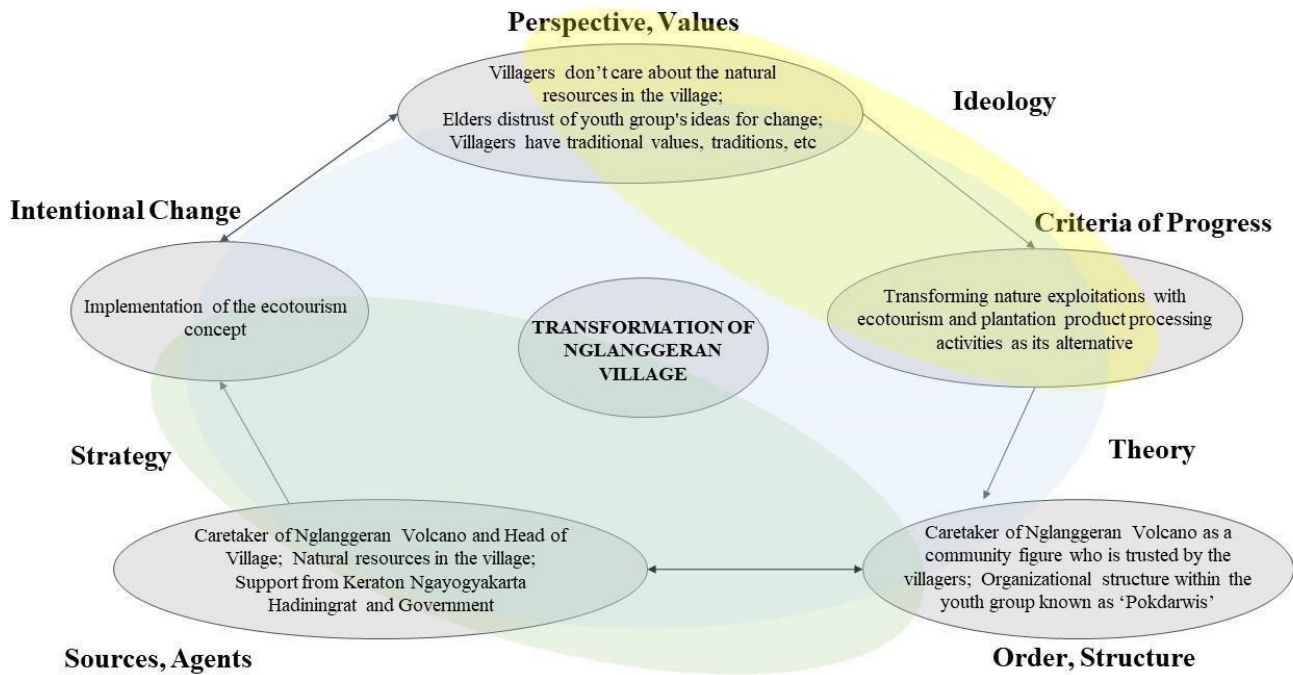 Perspective, Values
Villagers don't care about the natural
resources in the village;
Elders distrust of youth group's ideas for change;
Villagers have traditional values, traditions, etc
Ideology
Intentional Change
Criteria of Progress
Implementation of the ecotourism
concept
TRANSFORMATION OF
NGLANGGERAN
VILLAGE
Transforming nature exploitations with
ecotourism and plantation product processing
activities as its alternative
Strategy
Theory
Caretaker of Nglanggeran Volcano and Head of
Village; Natural resources in the village;
Support from Keraton Ngayogyakarta
Hadiningrat and Government
Caretaker of Nglanggeran Volcano as a
community figure who is trusted by the
villagers; Organizational structure within the
youth group known as 'Pokdarwis'
Sources, Agents
Order, Structure